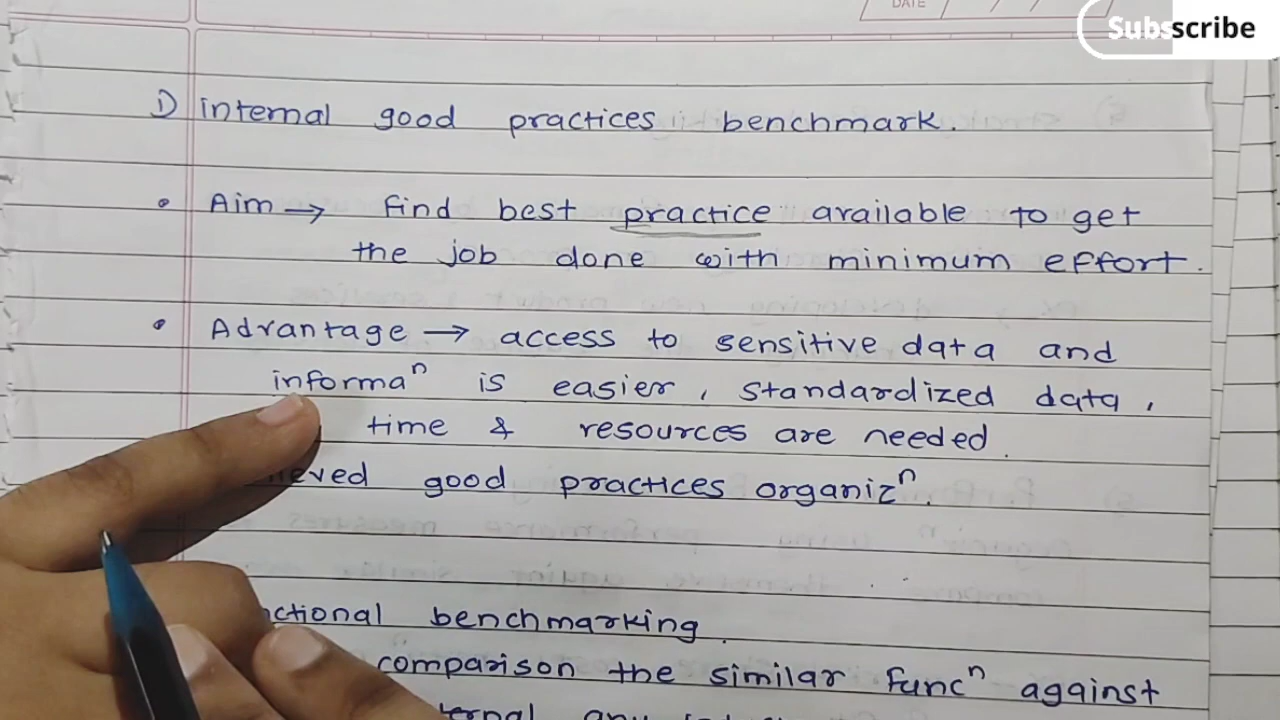 DATE
Subscribe
1) internal good practices benchmark.
• Aim → find best practice available to get
the job done with minimum effort.
• Advantage → access to sensitive data and
informaⁿ is easier, standardized data,
time & resources are needed.
good practices organizⁿ.
benchmarking.
comparison the similar funcⁿ against
any